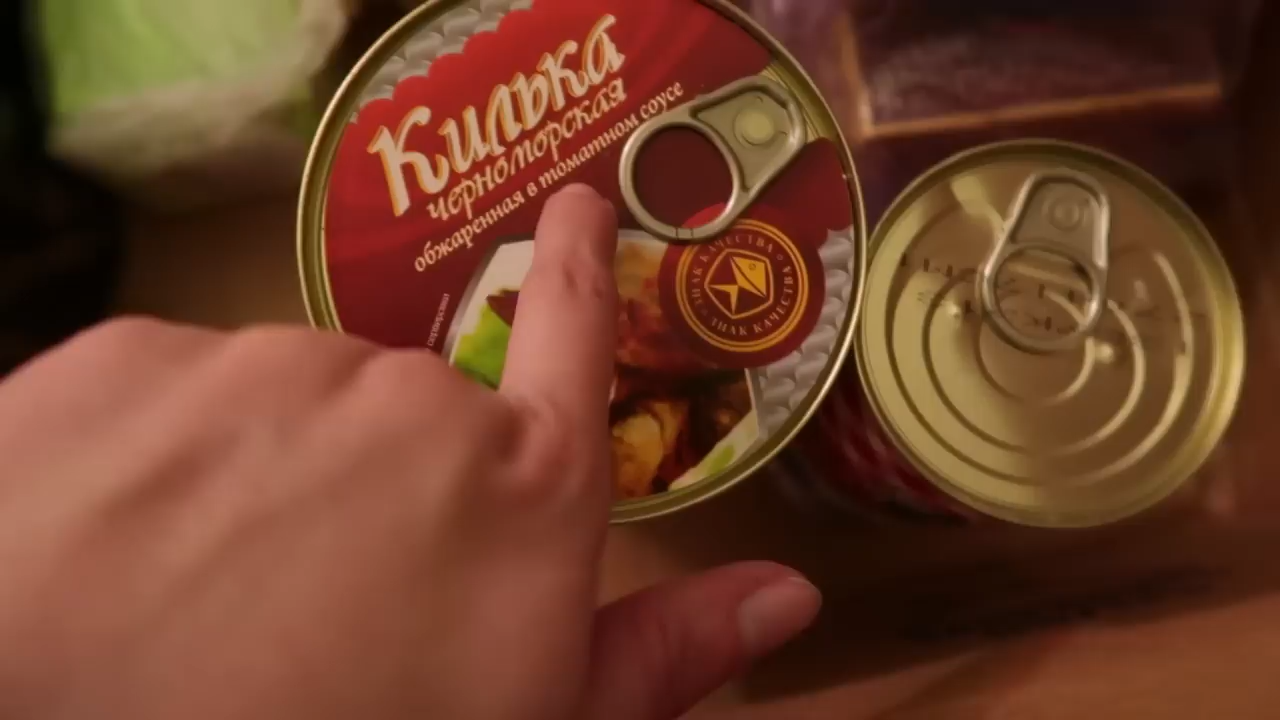 Килька
черноморская
обжаренная в томатном соусе
ЗНАК КАЧЕСТВА
ЗНАК КАЧЕСТВА